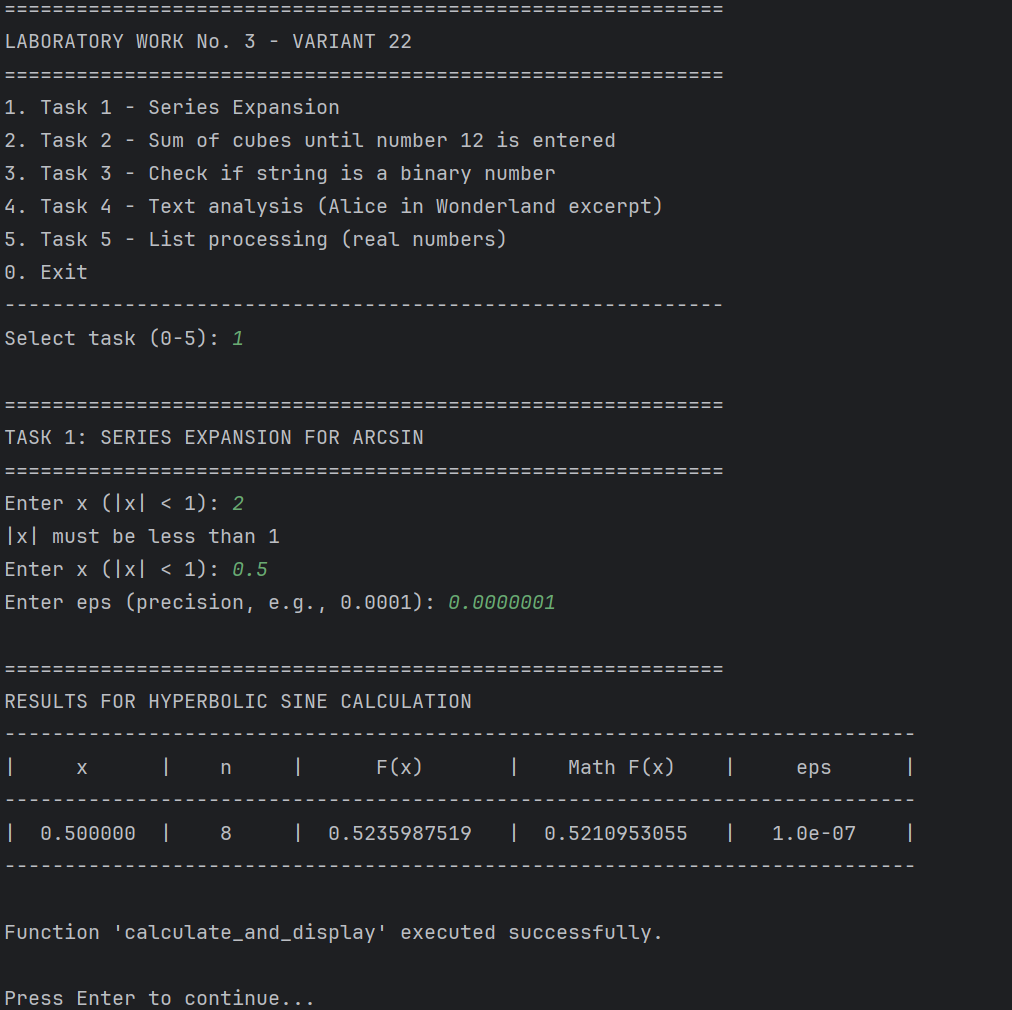 ============================================================
LABORATORY WORK No. 3 - VARIANT 22
============================================================
1. Task 1 - Series Expansion
2. Task 2 - Sum of cubes until number 12 is entered
3. Task 3 - Check if string is a binary number
4. Task 4 - Text analysis (Alice in Wonderland excerpt)
5. Task 5 - List processing (real numbers)
0. Exit
------------------------------------------------------------
Select task (0-5): 1
============================================================
TASK 1: SERIES EXPANSION FOR ARCSIN
============================================================
Enter x (|x| < 1): 2
|x| must be less than 1
Enter x (|x| < 1): 0.5
Enter eps (precision, e.g., 0.0001): 0.0000001
============================================================
RESULTS FOR HYPERBOLIC SINE CALCULATION
----------------------------------------------------------------------------
|     x      |    n     |      F(x)       |    Math F(x)    |     eps      |
----------------------------------------------------------------------------
|  0.500000  |    8     |  0.5235987519   |  0.5210953055   |   1.0e-07    |
----------------------------------------------------------------------------
Function 'calculate_and_display' executed successfully.
Press Enter to continue...